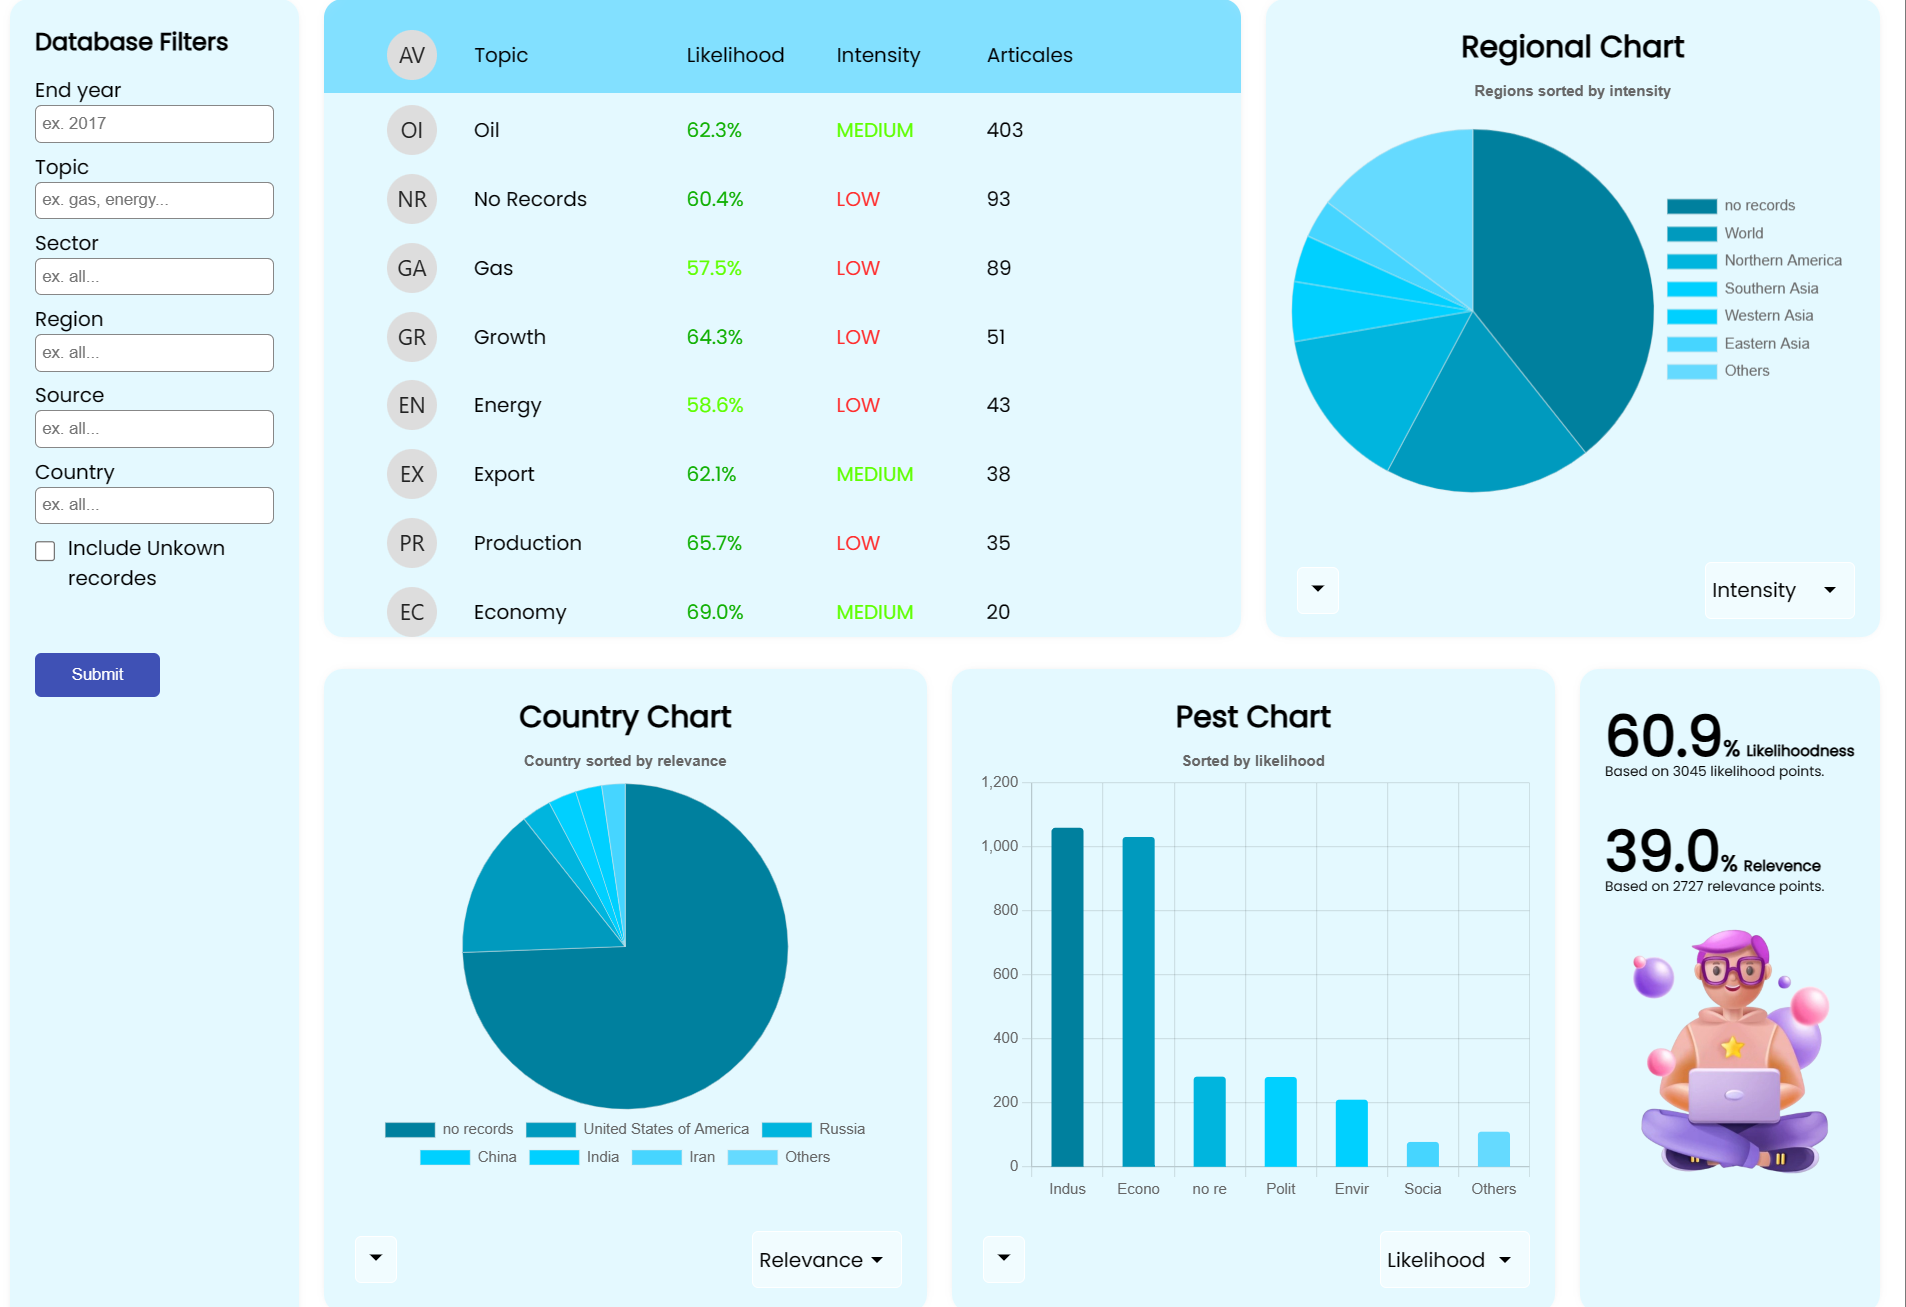 Database Filters
End year
ex. 2017
Topic
ex. gas, energy...
Sector
ex. all...
Region
ex. all...
Source
ex. all...
Country
ex. all...
Include Unkown
recordes
Submit
AV Topic Likelihood Intensity Articales
OI Oil 62.3% MEDIUM 403
NR No Records 60.4% LOW 93
GA Gas 57.5% LOW 89
GR Growth 64.3% LOW 51
EN Energy 58.6% LOW 43
EX Export 62.1% MEDIUM 38
PR Production 65.7% LOW 35
EC Economy 69.0% MEDIUM 20
Regional Chart
Regions sorted by intensity
no records
World
Northern America
Southern Asia
Western Asia
Eastern Asia
Others
Intensity
Country Chart
Country sorted by relevance
no records United States of America Russia
China India Iran Others
Relevance
Pest Chart
Sorted by likelihood
1,200
1,000
800
600
400
200
0
Indus Econo no re Polit Envir Socia Others
Likelihood
60.9% Likelihoodness
Based on 3045 likelihood points.
39.0% Relevence
Based on 2727 relevance points.